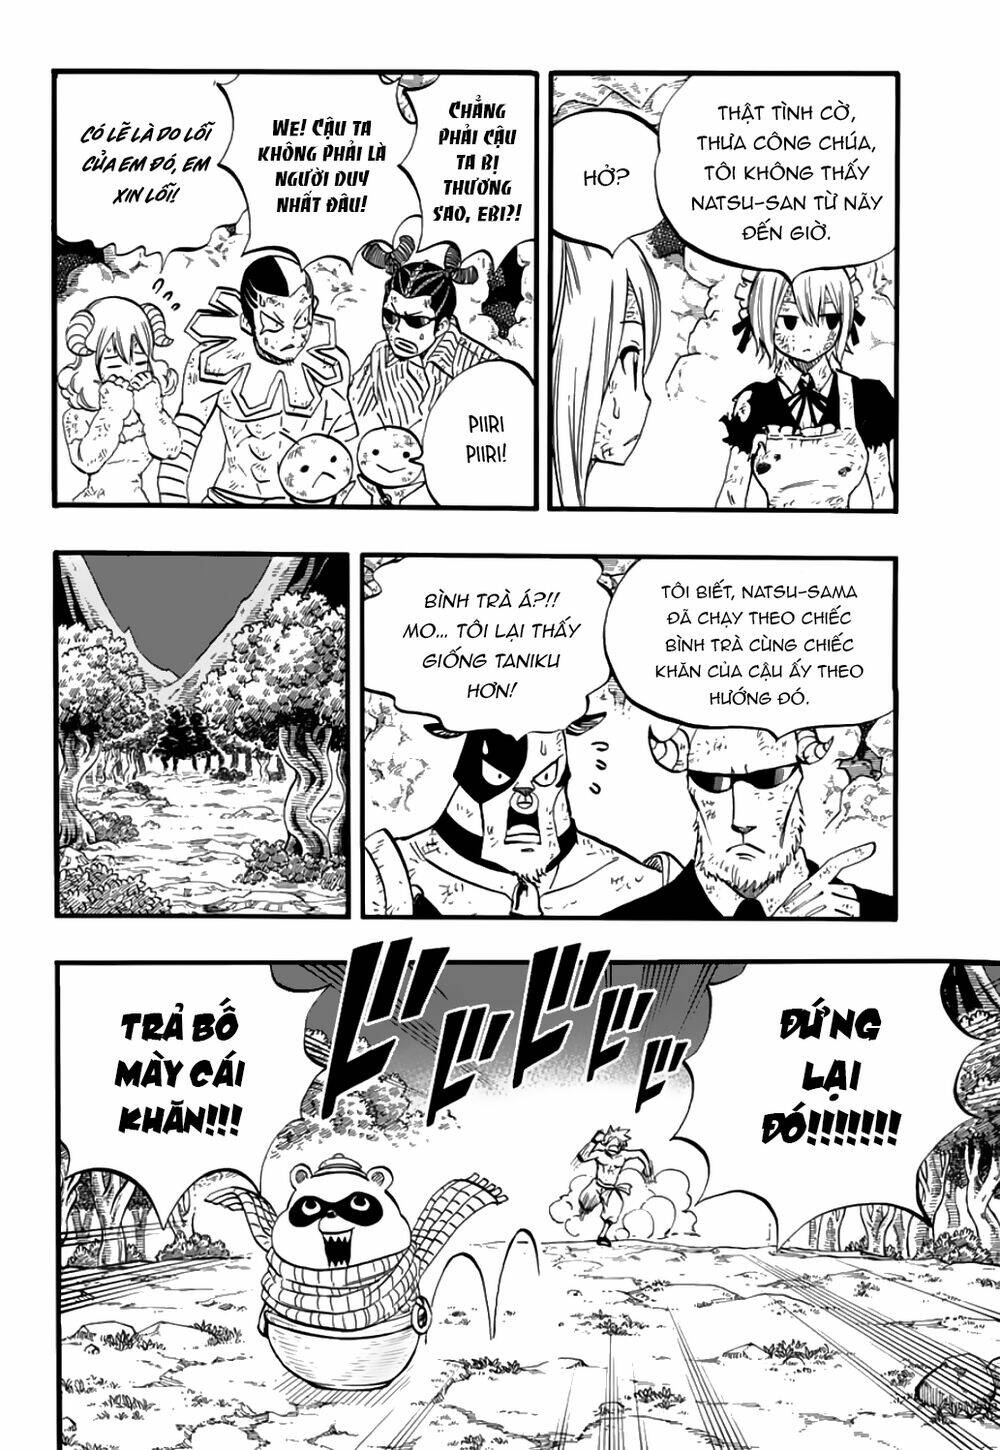 THẬT TÌNH CỜ,
THƯA CÔNG CHÚA,
TÔI KHÔNG THẤY
NATSU-SAN TỪ NÃY
ĐẾN GIỜ.
HỞ?
CHẲNG
PHẢI CẬU
TA BỊ
THƯƠNG
SAO, EBI?!
WE! CẬU TA
KHÔNG PHẢI LÀ
NGƯỜI DUY
NHẤT ĐÂU!
CÓ LẼ LÀ DO LỖI
CỦA EM ĐÓ, EM
XIN LỖI!
PIIRI
PIIRI!
TÔI BIẾT, NATSU-SAMA
ĐÃ CHẠY THEO CHIẾC
BÌNH TRÀ CÙNG CHIẾC
KHĂN CỦA CẬU ẤY THEO
HƯỚNG ĐÓ.
BÌNH TRÀ Á?!!
MO... TÔI LẠI THẤY
GIỐNG TANIKU
HƠN!
ĐỨNG
LẠI
ĐÓ!!!!!!!
ドドドド
TRẢ BỐ
MÀY CÁI
KHĂN!!!